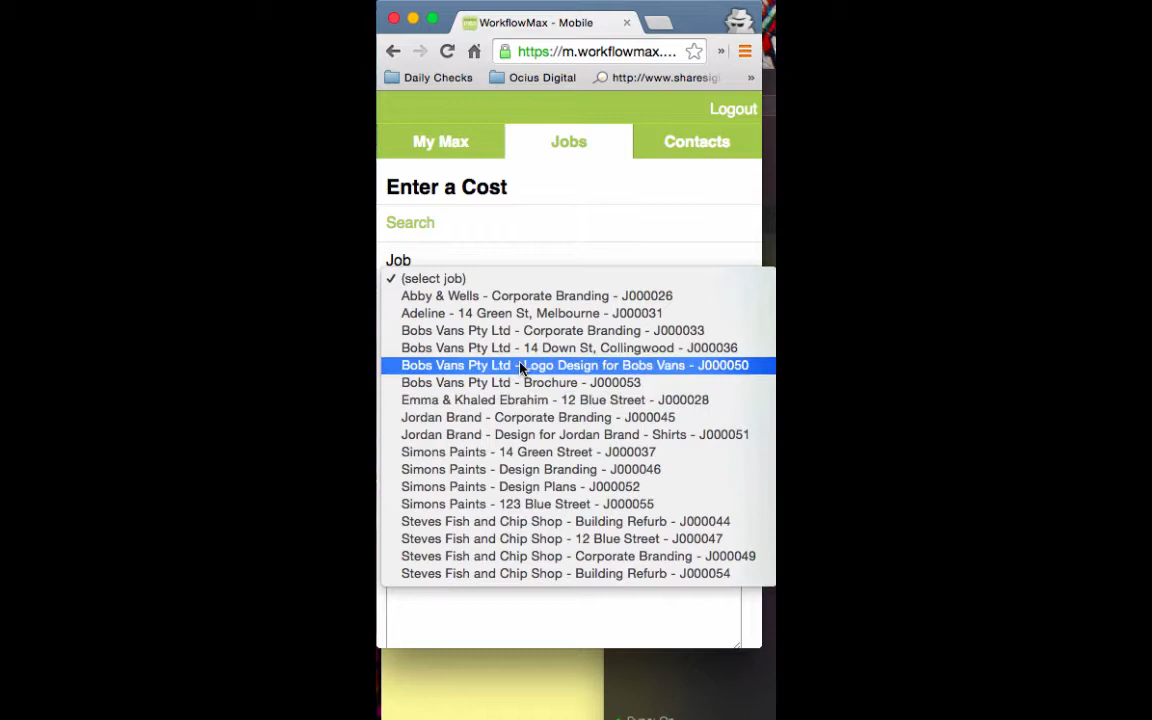 WorkflowMax - Mobile
https://m.workflowmax....
Daily Checks
Ocius Digital
http://www.sharesig
Logout
My Max
Jobs
Contacts
Enter a Cost
Search
Job
(select job)
Abby & Wells - Corporate Branding - J000026
Adeline - 14 Green St, Melbourne - J000031
Bobs Vans Pty Ltd - Corporate Branding - J000033
Bobs Vans Pty Ltd - 14 Down St, Collingwood - J000036
Bobs Vans Pty Ltd - Logo Design for Bobs Vans - J000050
Bobs Vans Pty Ltd - Brochure - J000053
Emma & Khaled Ebrahim - 12 Blue Street - J000028
Jordan Brand - Corporate Branding - J000045
Jordan Brand - Design for Jordan Brand - Shirts - J000051
Simons Paints - 14 Green Street - J000037
Simons Paints - Design Branding - J000046
Simons Paints - Design Plans - J000052
Simons Paints - 123 Blue Street - J000055
Steves Fish and Chip Shop - Building Refurb - J000044
Steves Fish and Chip Shop - 12 Blue Street - J000047
Steves Fish and Chip Shop - Corporate Branding - J000049
Steves Fish and Chip Shop - Building Refurb - J000054